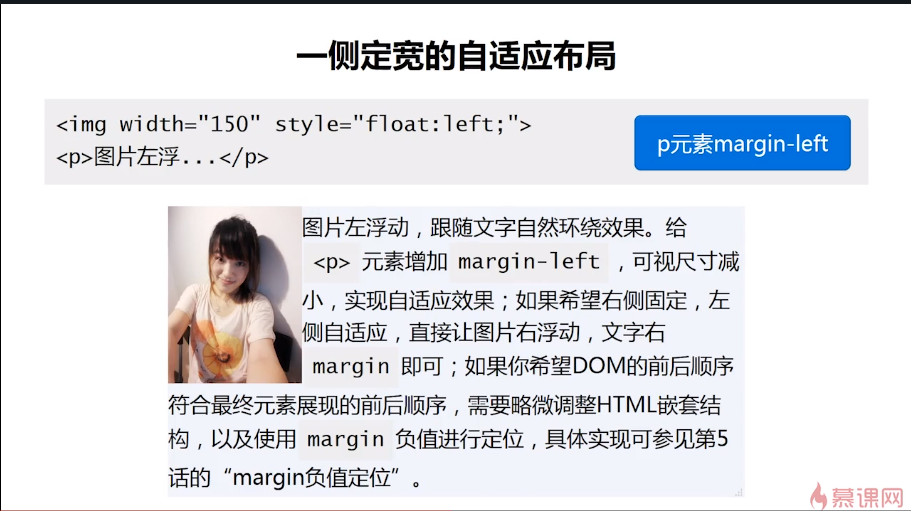 一侧定宽的自适应布局
<img width="150" style="float:left;">
<p>图片左浮...</p>
p元素margin-left
图片左浮动，跟随文字自然环绕效果。给
<p> 元素增加 margin-left ，可视尺寸减
小，实现自适应效果；如果希望右侧固定，左
侧自适应，直接让图片右浮动，文字右
margin 即可；如果你希望DOM的前后顺序
符合最终元素展现的前后顺序，需要略微调整HTML嵌套结
构，以及使用 margin 负值进行定位，具体实现可参见第5
话的“margin负值定位”。
慕课网